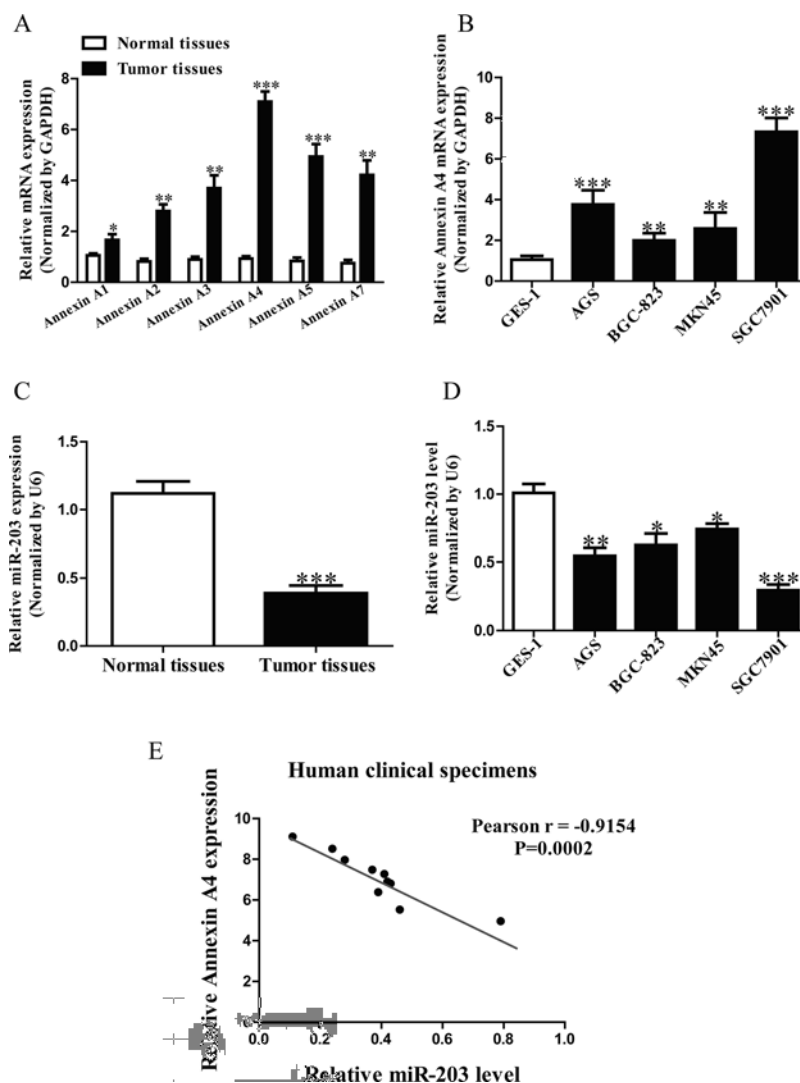 A
Normal tissues
Tumor tissues
Relative mRNA expression
(Normalized by GAPDH)
8
6
4
2
0
***
***
**
**
**
*
Annexin A1
Annexin A2
Annexin A3
Annexin A4
Annexin A5
Annexin A7
B
Relative Annexin A4 mRNA expression
(Normalized by GAPDH)
10
8
6
4
2
0
***
**
**
***
GES-1
AGS
BGC-823
MKN45
SGC7901
C
Relative miR-203 expression
(Normalized by U6)
1.5
1.0
0.5
0.0
***
Normal tissues
Tumor tissues
D
Relative miR-203 level
(Normalized by U6)
1.5
1.0
0.5
0.0
**
*
*
***
GES-1
AGS
BGC-823
MKN45
SGC7901
E
Human clinical specimens
Pearson r = -0.9154
P=0.0002
Relative Annexin A4 expression
10
8
6
4
2
0.0
0.2
0.4
0.6
0.8
1.0
Relative miR-203 level